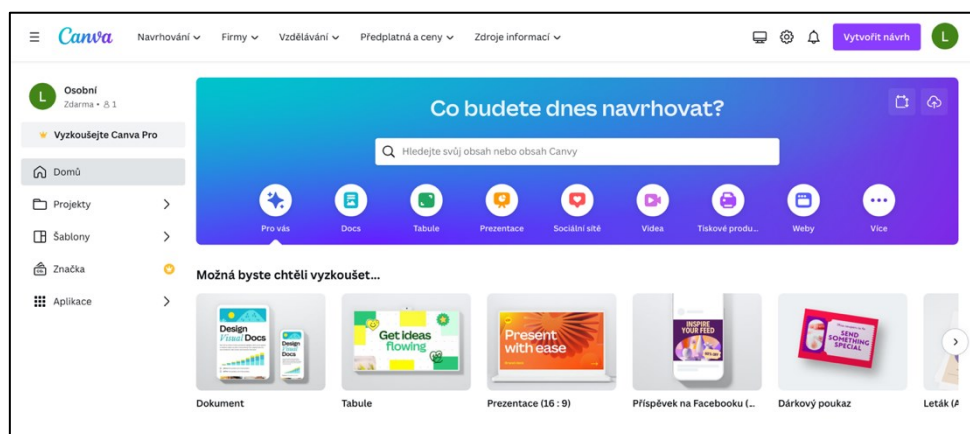 Canva
Navrhování
Firmy
Vzdělávání
Předplatná a ceny
Zdroje informací
Vytvořit návrh
L
L
Osobní
Zdarma • 1
Vyzkoušejte Canva Pro
Domů
Projekty
Šablony
Značka
Aplikace
Co budete dnes navrhovat?
Hledejte svůj obsah nebo obsah Canvy
Pro vás
Docs
Tabule
Prezentace
Sociální sítě
Videa
Tiskové produ...
Weby
Více
Možná byste chtěli vyzkoušet...
Design
Visual Docs
Design
Visual
Docs
Get ideas
flowing
Present
with ease
INSPIRE
YOUR FEED
SEND
SOMETHING
SPECIAL
Dokument
Tabule
Prezentace (16 : 9)
Příspěvek na Facebooku (...
Dárkový poukaz
Leták (A